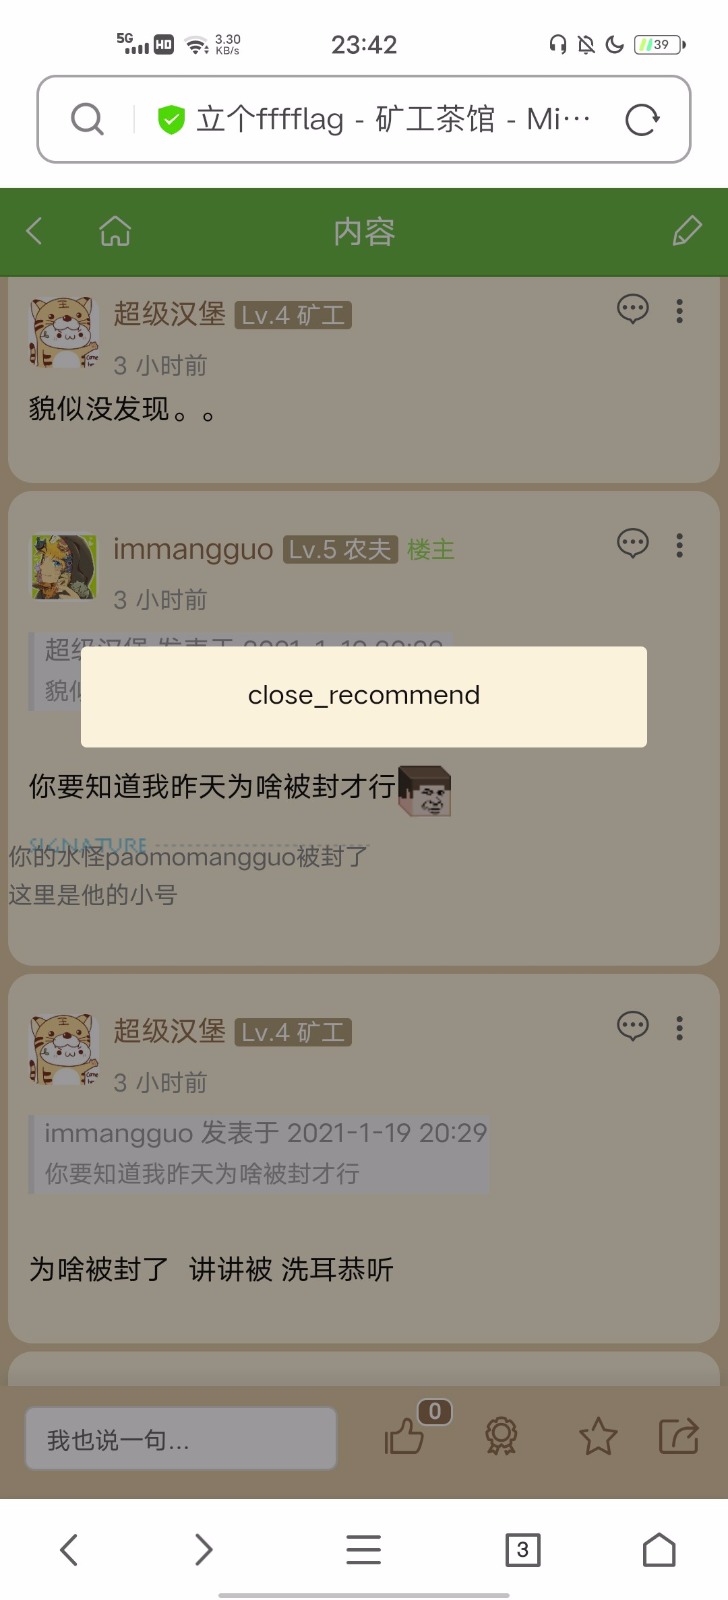 5G HD 3.30 KB/s 23:42 39
立个fffflag - 矿工茶馆 - Mi···
内容
超级汉堡 Lv.4 矿工
3 小时前
貌似没发现。。
immangguo Lv.5 农夫 楼主
3 小时前
超级汉堡 发表于 2021-1-19 20:29
貌似
close_recommend
你要知道我昨天为啥被封才行
SIGNATURE
你的水怪paomomangguo被封了
这里是他的小号
超级汉堡 Lv.4 矿工
3 小时前
immangguo 发表于 2021-1-19 20:29
你要知道我昨天为啥被封才行
为啥被封了 讲讲被 洗耳恭听
0
我也说一句...
3